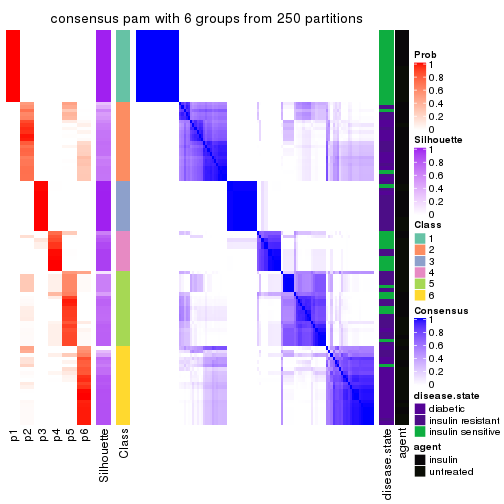 consensus pam with 6 groups from 250 partitions
Prob
1
0.8
0.6
0.4
0.2
0
Silhouette
1
0.8
0.6
0.4
0.2
0
Class
1
2
3
4
5
6
Consensus
1
0.8
0.6
0.4
0.2
0
disease.state
diabetic
insulin resistant
insulin sensitive
agent
insulin
untreated
p1
p2
p3
p4
p5
p6
Silhouette
Class
disease.state
agent